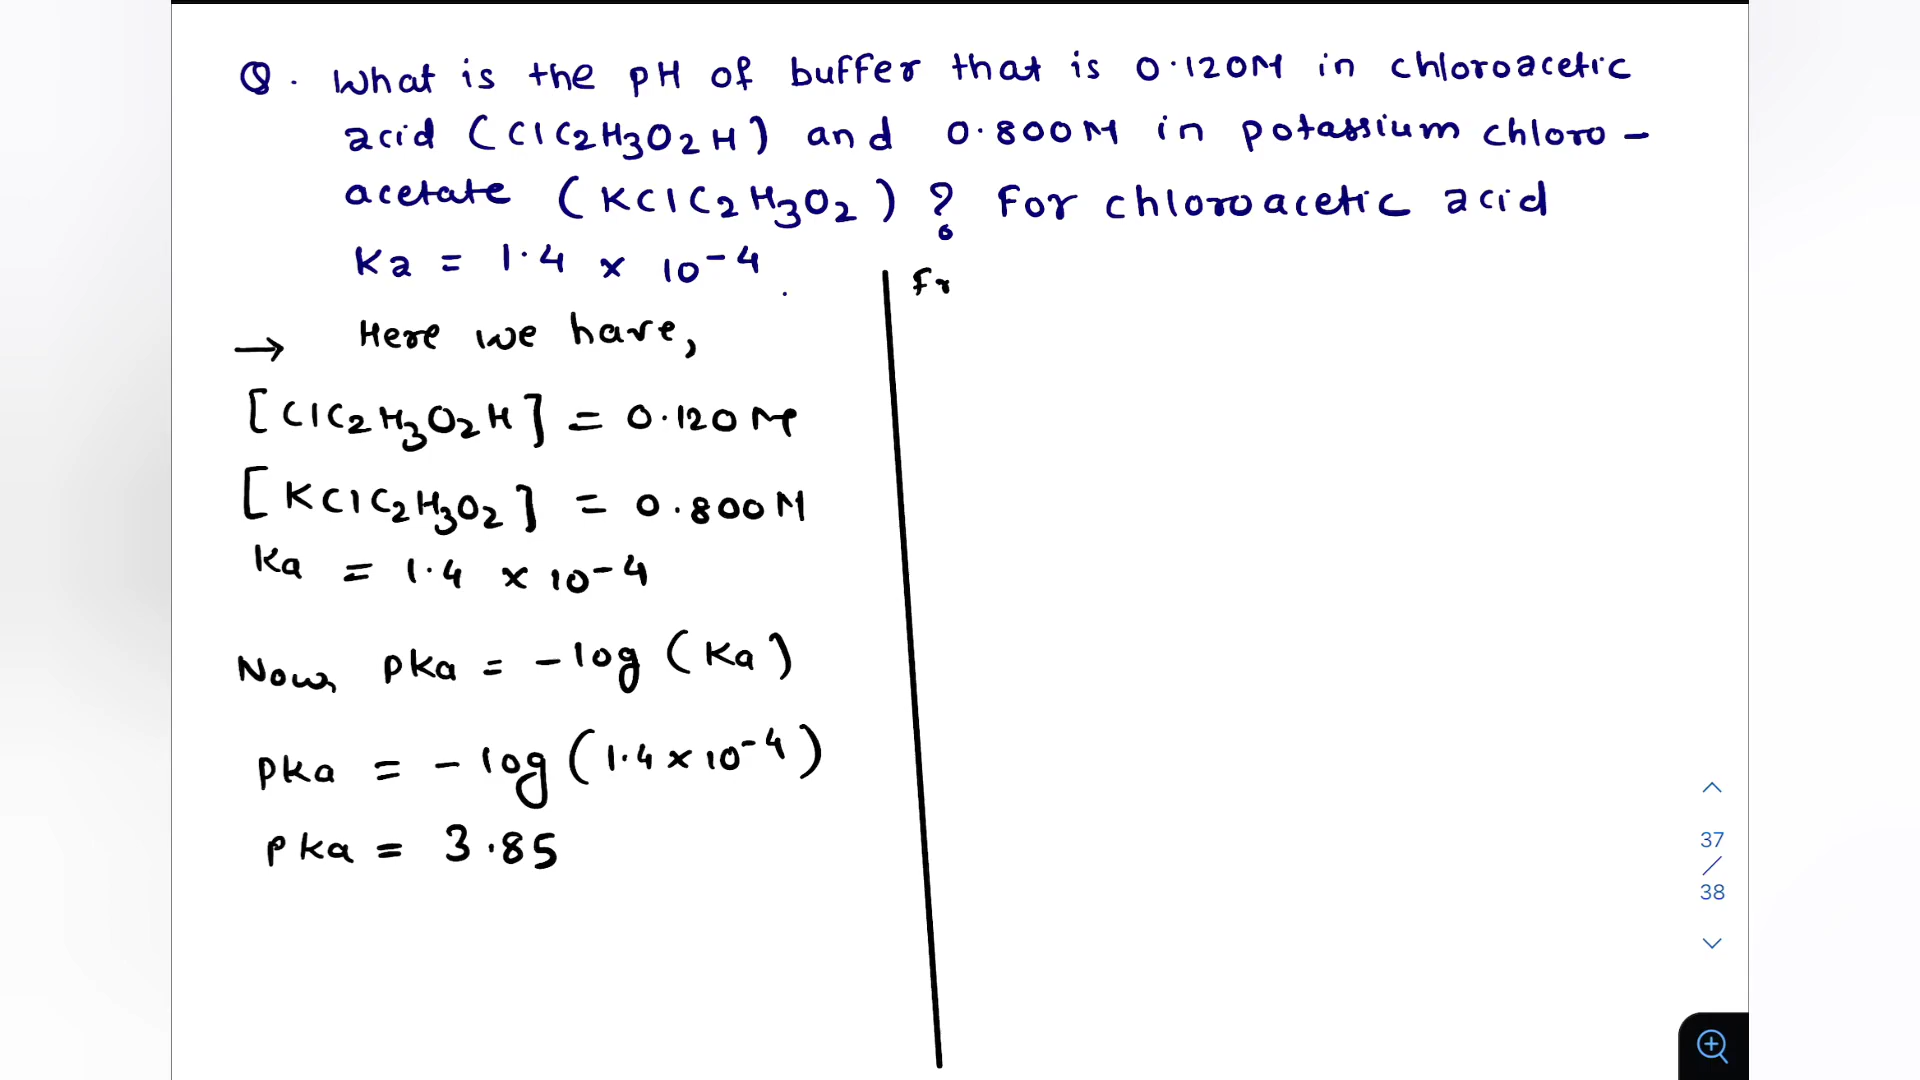 Q. What is the pH of buffer that is 0.120M in chloroacetic
acid (ClC2H3O2H) and 0.800M in potassium chloro-
acetate (KClC2H3O2)? For chloroacetic acid
Ka = 1.4 × 10-4.
→ Here we have,
[ClC2H3O2H] = 0.120M
[KClC2H3O2] = 0.800M
Ka = 1.4 × 10-4
Now, pka = -log (Ka)
pka = -log (1.4×10-4)
pka = 3.85
Fr
37
/
38